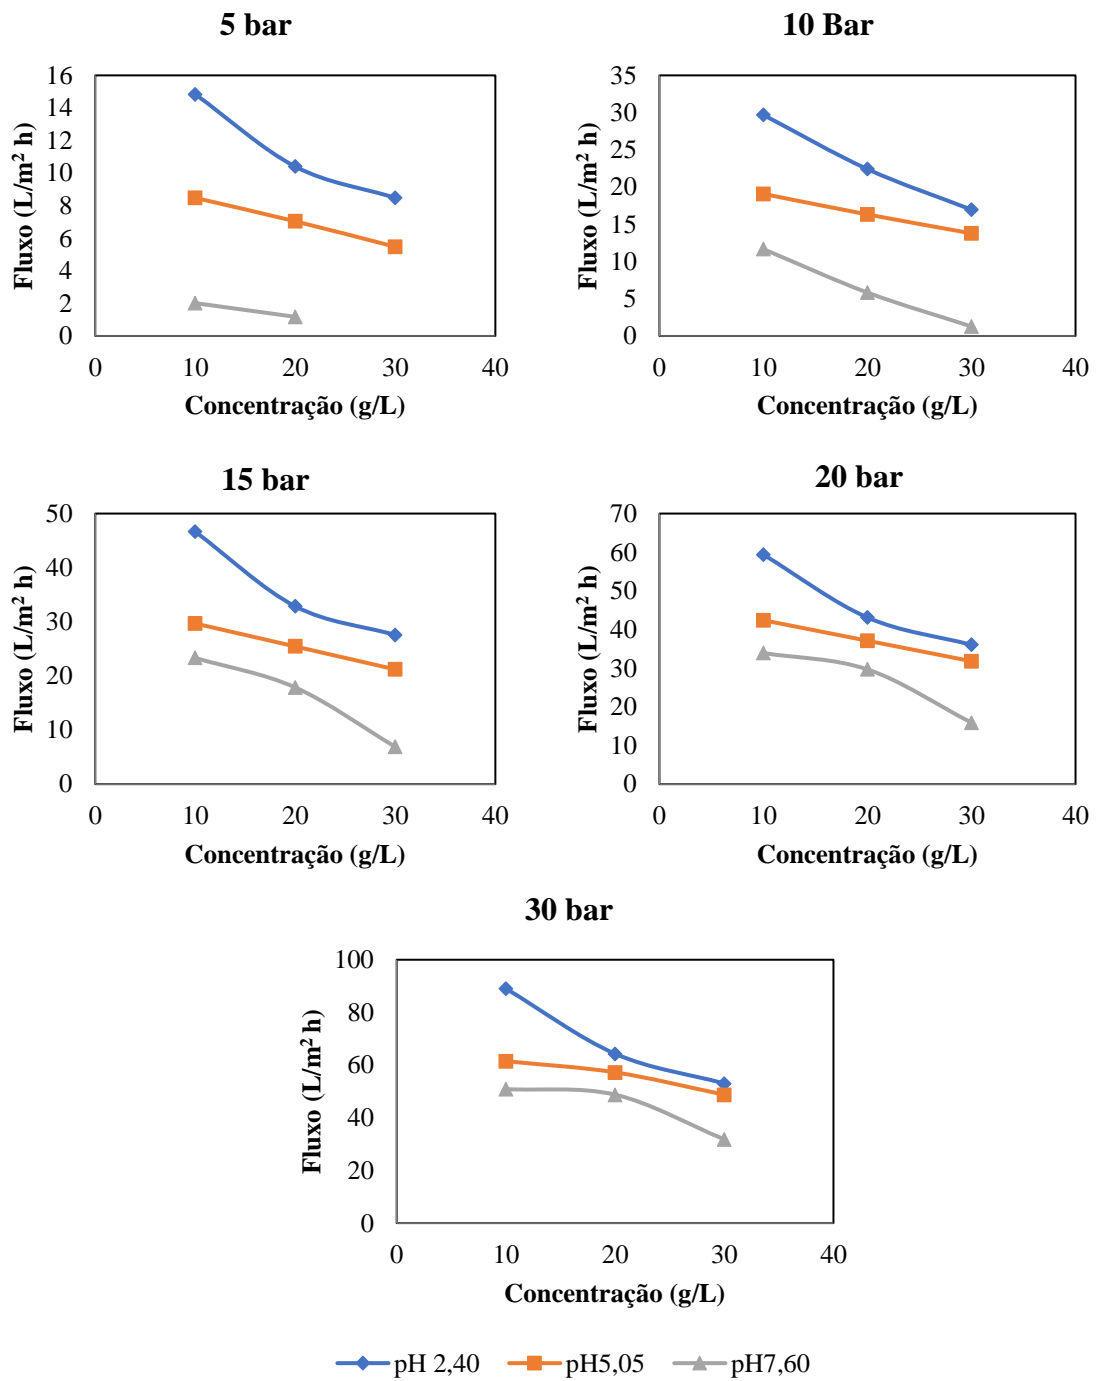 5 bar
16
14
12
10
8
6
4
2
0
Fluxo (L/m² h)
0 10 20 30 40
Concentração (g/L)
10 Bar
35
30
25
20
15
10
5
0
Fluxo (L/m² h)
0 10 20 30 40
Concentração (g/L)
15 bar
50
40
30
20
10
0
Fluxo (L/m² h)
0 10 20 30 40
Concentração (g/L)
20 bar
70
60
50
40
30
20
10
0
Fluxo (L/m² h)
0 10 20 30 40
Concentração (g/L)
30 bar
100
80
60
40
20
0
Fluxo (L/m² h)
0 10 20 30 40
Concentração (g/L)
pH 2,40 pH5,05 pH7,60